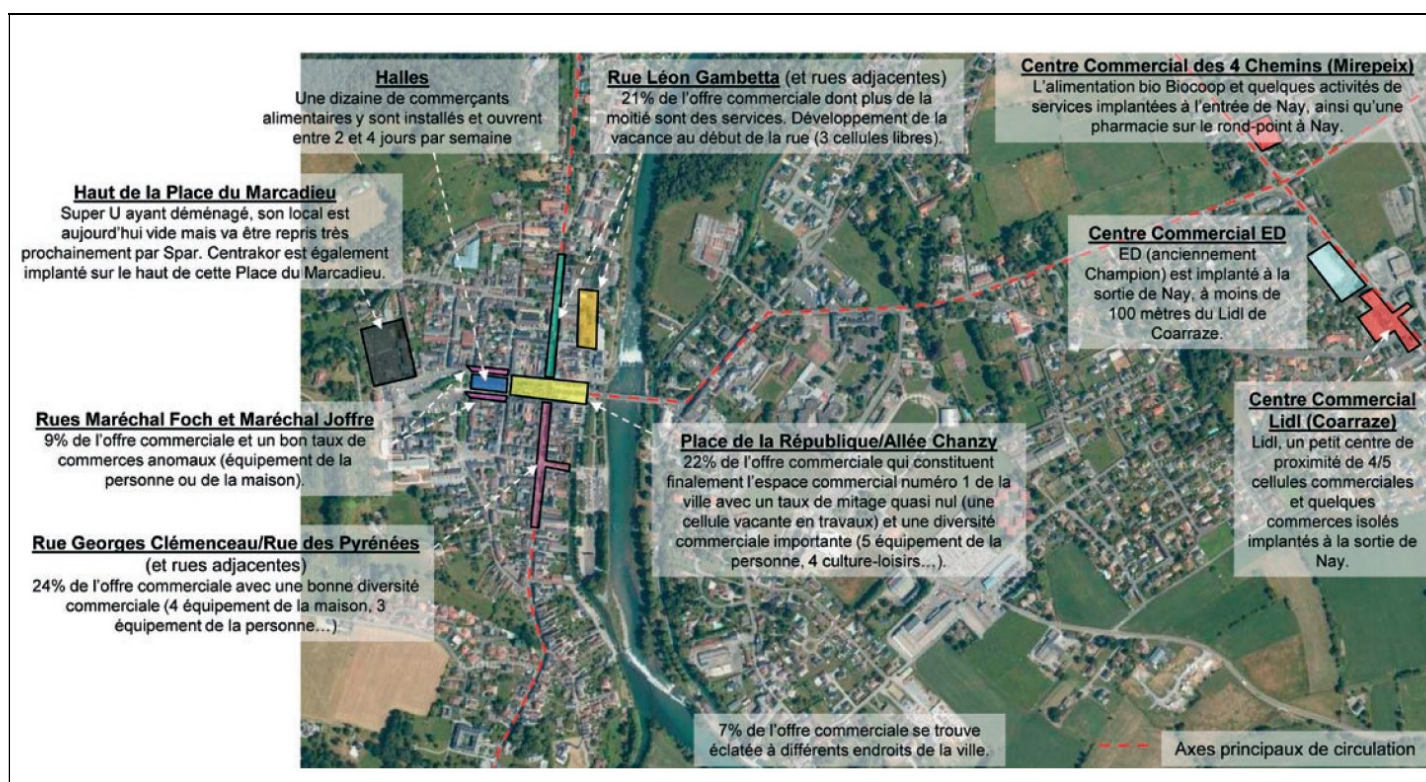 Halles
Une dizaine de commerçants
alimentaires y sont installés et ouvrent
entre 2 et 4 jours par semaine
Rue Léon Gambetta (et rues adjacentes)
21% de l'offre commerciale dont plus de la
moitié sont des services. Développement de la
vacance au début de la rue (3 cellules libres).
Centre Commercial des 4 Chemins (Mirepeix)
L'alimentation bio Biocoop et quelques activités de
services implantées à l'entrée de Nay, ainsi qu'une
pharmacie sur le rond-point à Nay.
Haut de la Place du Marcadieu
Super U ayant déménagé, son local est
aujourd'hui vide mais va être repris très
prochainement par Spar. Centrakor est également
implanté sur le haut de cette Place du Marcadieu.
Centre Commercial ED
ED (anciennement
Champion) est implanté à la
sortie de Nay, à moins de
100 mètres du Lidl de
Coarraze.
Rues Maréchal Foch et Maréchal Joffre
9% de l'offre commerciale et un bon taux de
commerces anomaux (équipement de la
personne ou de la maison).
Place de la République/Allée Chanzy
22% de l'offre commerciale qui constituent
finalement l'espace commercial numéro 1 de la
ville avec un taux de mitage quasi nul (une
cellule vacante en travaux) et une diversité
commerciale importante (5 équipement de la
personne, 4 culture-loisirs…).
Centre Commercial
Lidl (Coarraze)
Lidl, un petit centre de
proximité de 4/5
cellules commerciales
et quelques
commerces isolés
implantés à la sortie de
Nay.
Rue Georges Clémenceau/Rue des Pyrénées
(et rues adjacentes)
24% de l'offre commerciale avec une bonne diversité
commerciale (4 équipement de la maison, 3
équipement de la personne…)
7% de l'offre commerciale se trouve
éclatée à différents endroits de la ville.
Axes principaux de circulation